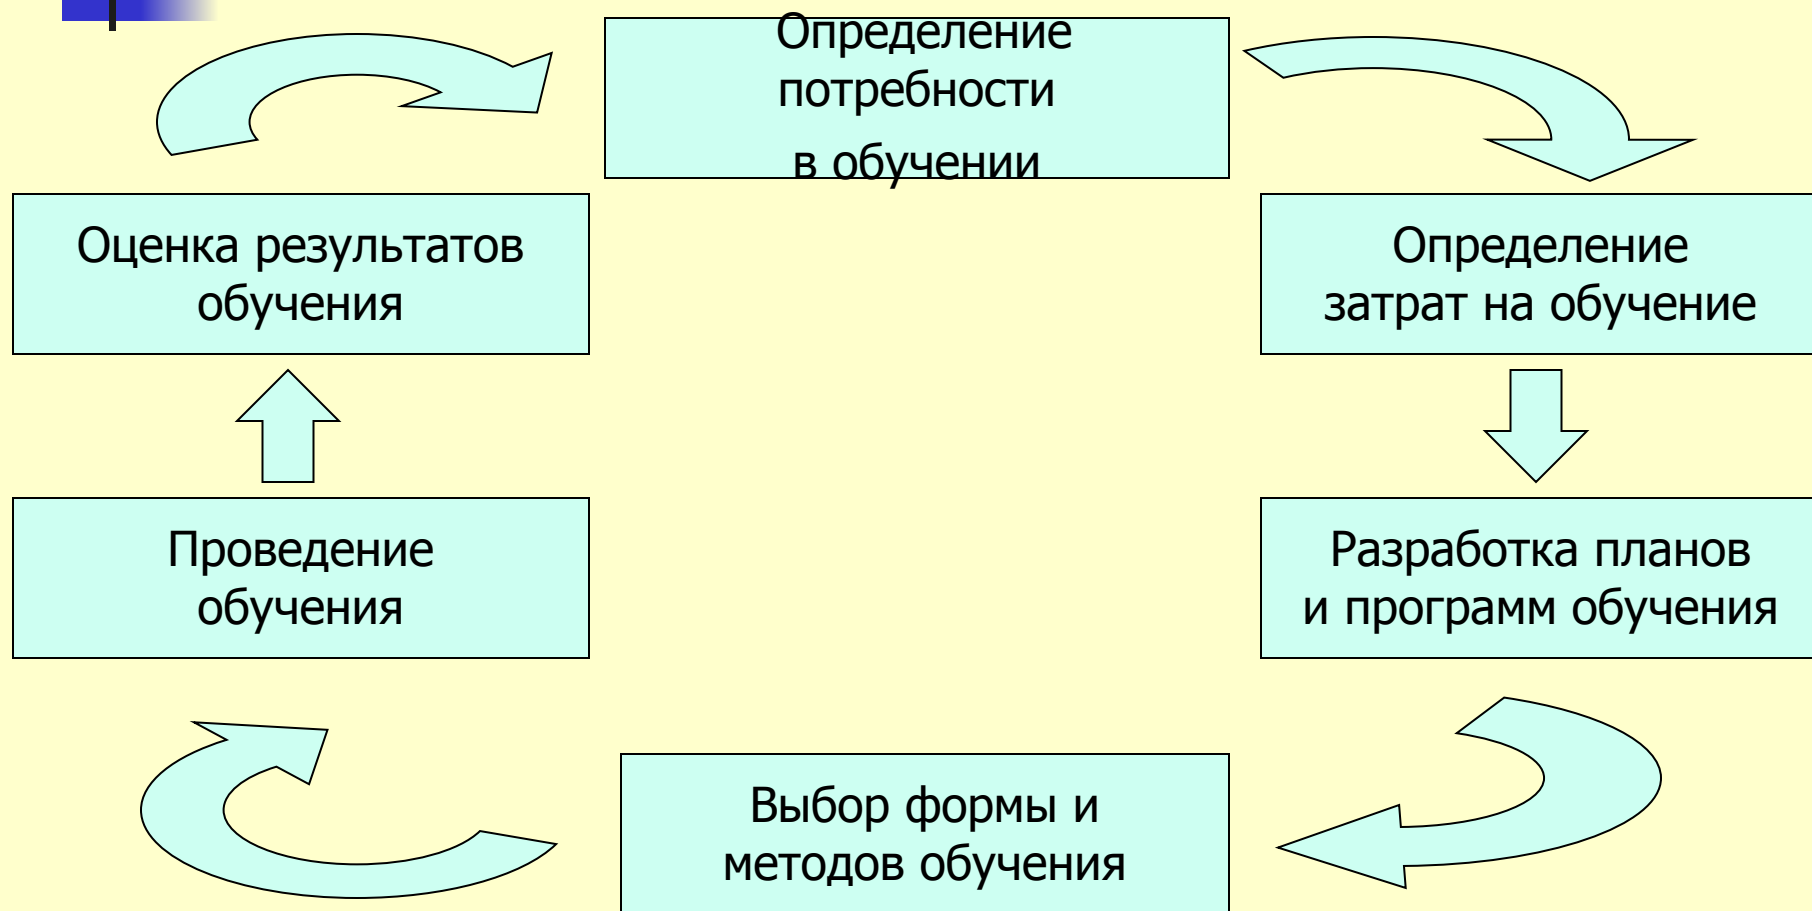 Определение
потребности
в обучении
Оценка результатов
обучения
Определение
затрат на обучение
Проведение
обучения
Разработка планов
и программ обучения
Выбор формы и
методов обучения